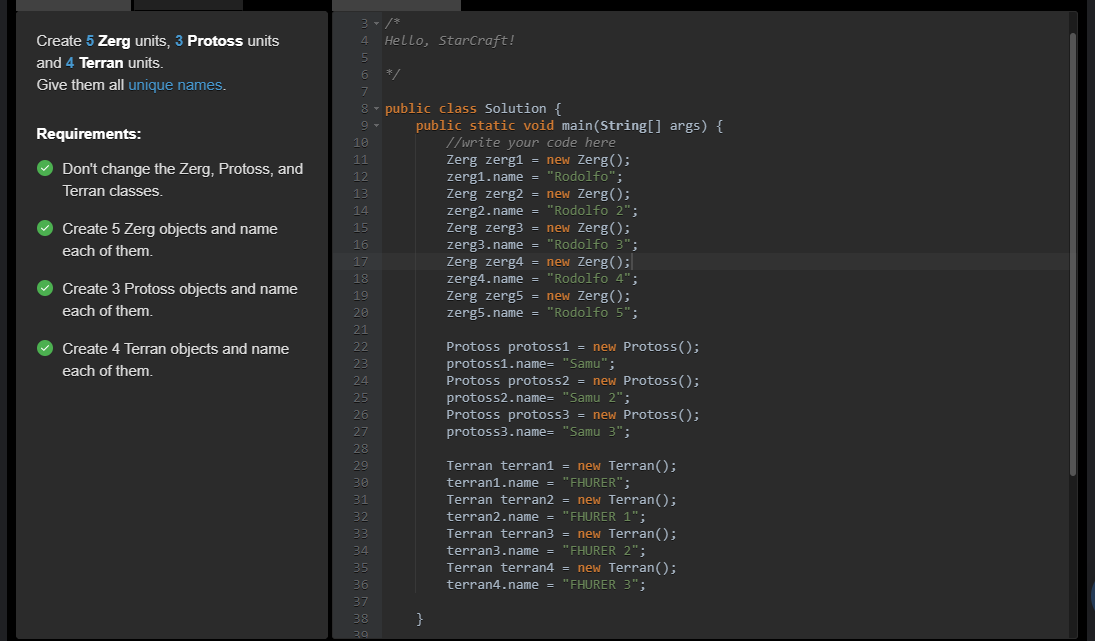 Create 5 Zerg units, 3 Protoss units
and 4 Terran units.
Give them all unique names.
Requirements:
Don't change the Zerg, Protoss, and
Terran classes.
Create 5 Zerg objects and name
each of them.
Create 3 Protoss objects and name
each of them.
Create 4 Terran objects and name
each of them.
3 /*
4 Hello, StarCraft!
5
6 */
7
8 public class Solution {
9 public static void main(String[] args) {
10 //write your code here
11 Zerg zerg1 = new Zerg();
12 zerg1.name = "Rodolfo";
13 Zerg zerg2 = new Zerg();
14 zerg2.name = "Rodolfo 2";
15 Zerg zerg3 = new Zerg();
16 zerg3.name = "Rodolfo 3";
17 Zerg zerg4 = new Zerg();
18 zerg4.name = "Rodolfo 4";
19 Zerg zerg5 = new Zerg();
20 zerg5.name = "Rodolfo 5";
21
22 Protoss protoss1 = new Protoss();
23 protoss1.name= "Samu";
24 Protoss protoss2 = new Protoss();
25 protoss2.name= "Samu 2";
26 Protoss protoss3 = new Protoss();
27 protoss3.name= "Samu 3";
28
29 Terran terran1 = new Terran();
30 terran1.name = "FHURER";
31 Terran terran2 = new Terran();
32 terran2.name = "FHURER 1";
33 Terran terran3 = new Terran();
34 terran3.name = "FHURER 2";
35 Terran terran4 = new Terran();
36 terran4.name = "FHURER 3";
37
38 }
39